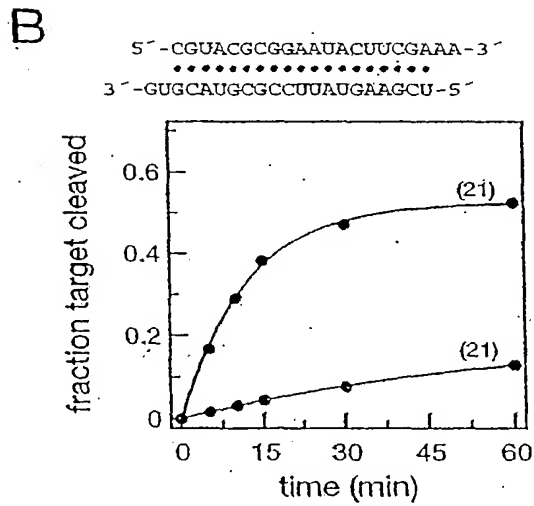 B
5´-CGUACGCGGAAUACUUCGAAA-3´
3´-GUGCAUGCGCCUUAUGAAGCU-5´
fraction target cleaved
0.6
0.4
0.2
0
(21)
(21)
0 15 30 45 60
time (min)